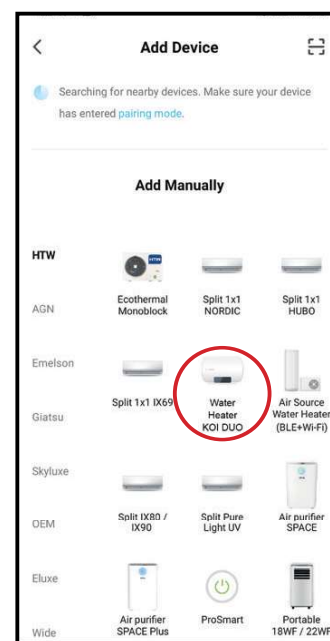 Add Device
Searching for nearby devices. Make sure your device
has entered pairing mode.
Add Manually
HTW
AGN
Emelson
Giatsu
Skyluxe
OEM
Eluxe
Wide
Ecothermal
Monoblock
Split 1x1
NORDIC
Split 1x1
HUBO
Split 1x1 IX69
Water
Heater
KOI DUO
Air Source
Water Heater
(BLE+Wi-Fi)
Split IX80 /
IX90
Split Pure
Light UV
Air purifier
SPACE
Air purifier
SPACE Plus
ProSmart
Portable
18WF / 22WF